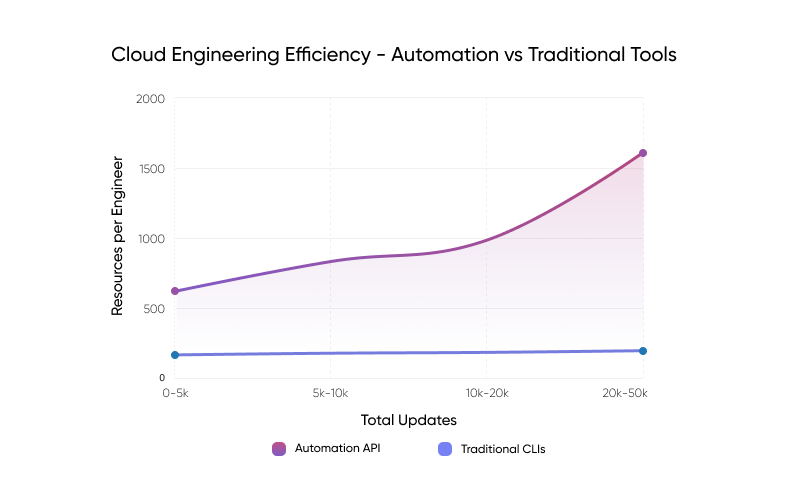 Cloud Engineering Efficiency - Automation vs Traditional Tools
2000
1500
1000
500
0
Resources per Engineer
0-5k
5k-10k
10k-20k
20k-50k
Total Updates
Automation API
Traditional CLIs